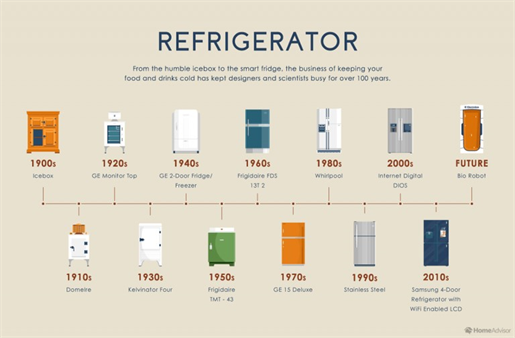 REFRIGERATOR
From the humble icebox to the smart fridge, the business of keeping your
food and drinks cold has kept designers and scientists busy for over 100 years.
1900s
Icebox
1920s
GE Monitor Top
1940s
GE 2-Door Fridge/
Freezer
1960s
Frigidaire FDS
13T 2
1980s
Whirlpool
2000s
Internet Digital
DIOS
FUTURE
Bio Robot
1910s
Domelre
1930s
Kelvinator Four
1950s
Frigidaire
TMT - 43
1970s
GE 15 Deluxe
1990s
Stainless Steel
2010s
Samsung 4-Door
Refrigerator with
WiFi Enabled LCD
HomeAdvisor